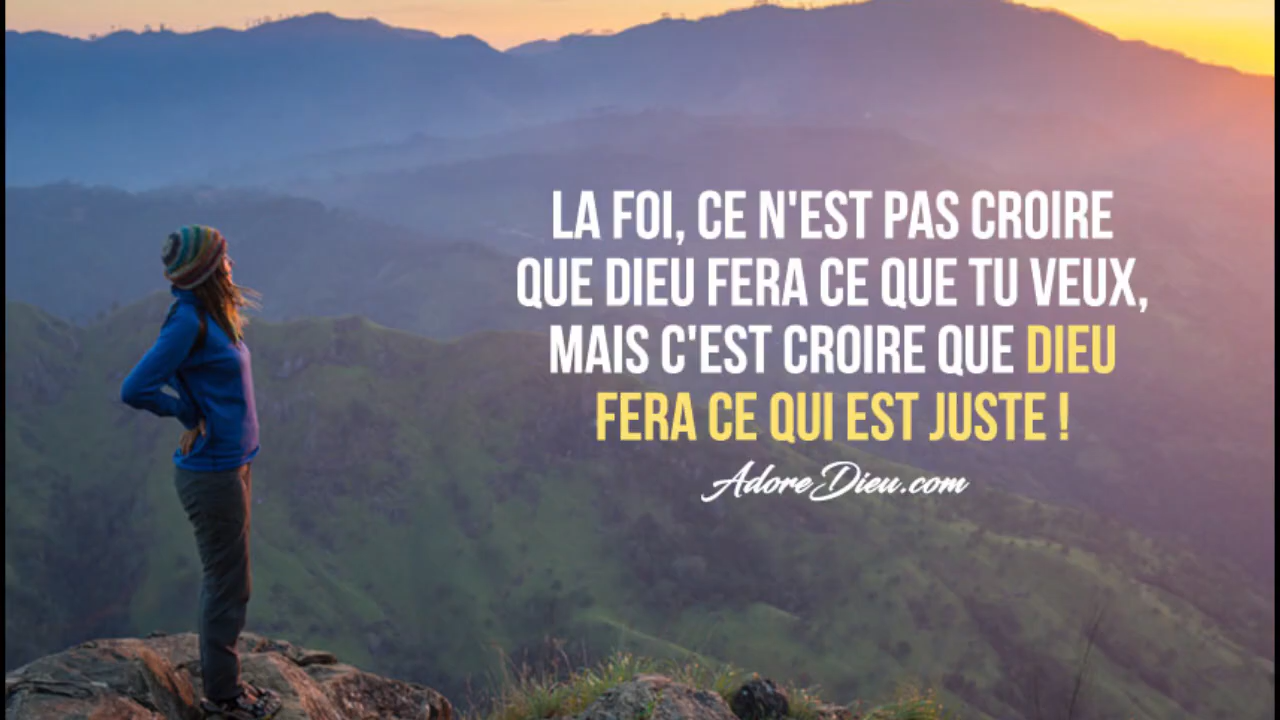 LA FOI, CE N'EST PAS CROIRE
QUE DIEU FERA CE QUE TU VEUX,
MAIS C'EST CROIRE QUE DIEU
FERA CE QUI EST JUSTE !
AdoreDieu.com